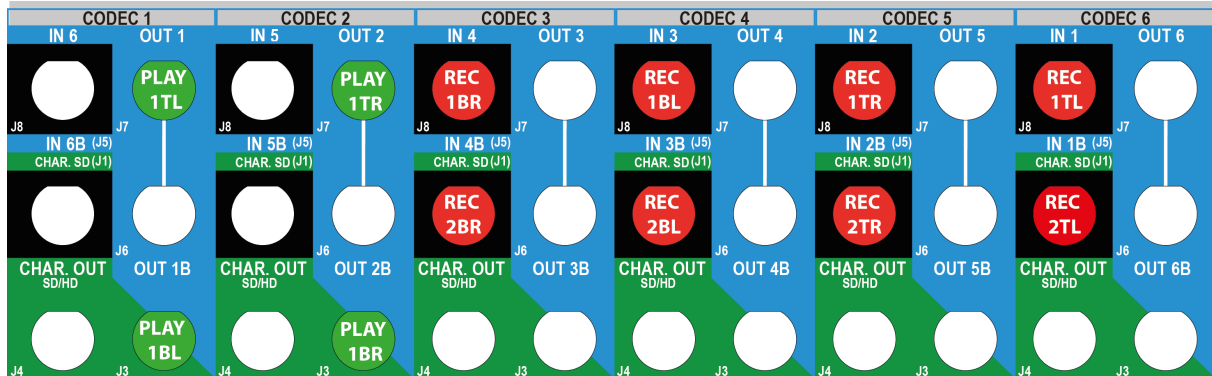 CODEC 1 CODEC 2 CODEC 3 CODEC 4 CODEC 5 CODEC 6
IN 6 OUT 1 IN 5 OUT 2 IN 4 OUT 3 IN 3 OUT 4 IN 2 OUT 5 IN 1 OUT 6
PLAY PLAY REC REC REC REC
1TL 1TR 1BR 1BL 1TR 1TL
J8 J7 J8 J7 J8 J7 J8 J7 J8 J7 J8 J7
IN 6B (J5) IN 5B (J5) IN 4B (J5) IN 3B (J5) IN 2B (J5) IN 1B (J5)
CHAR. SD (J1) CHAR. SD (J1) CHAR. SD (J1) CHAR. SD (J1) CHAR. SD (J1) CHAR. SD (J1)
REC REC REC REC
2BR 2BL 2TR 2TL
J6 J6 J6 J6 J6 J6
CHAR. OUT OUT 1B CHAR. OUT OUT 2B CHAR. OUT OUT 3B CHAR. OUT OUT 4B CHAR. OUT OUT 5B CHAR. OUT OUT 6B
SD/HD SD/HD SD/HD SD/HD SD/HD SD/HD
PLAY PLAY
1BL 1BR
J4 J3 J4 J3 J4 J3 J4 J3 J4 J3 J4 J3